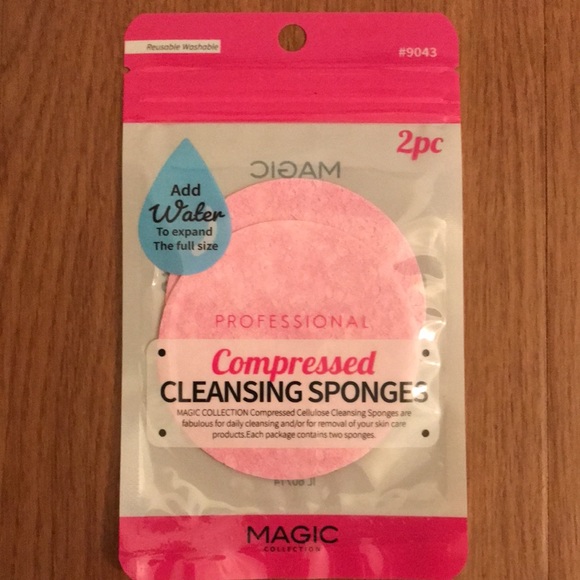 Reusable Washable
#9043
2pc
MAGIC
Add
Water
To expand
The full size
PROFESSIONAL
Compressed
CLEANSING SPONGES
MAGIC COLLECTION Compressed Cellulose Cleansing Sponges are
fabulous for daily cleansing and/or for removal of your skin care
products.Each package contains two sponges.
MAGIC
COLLECTION